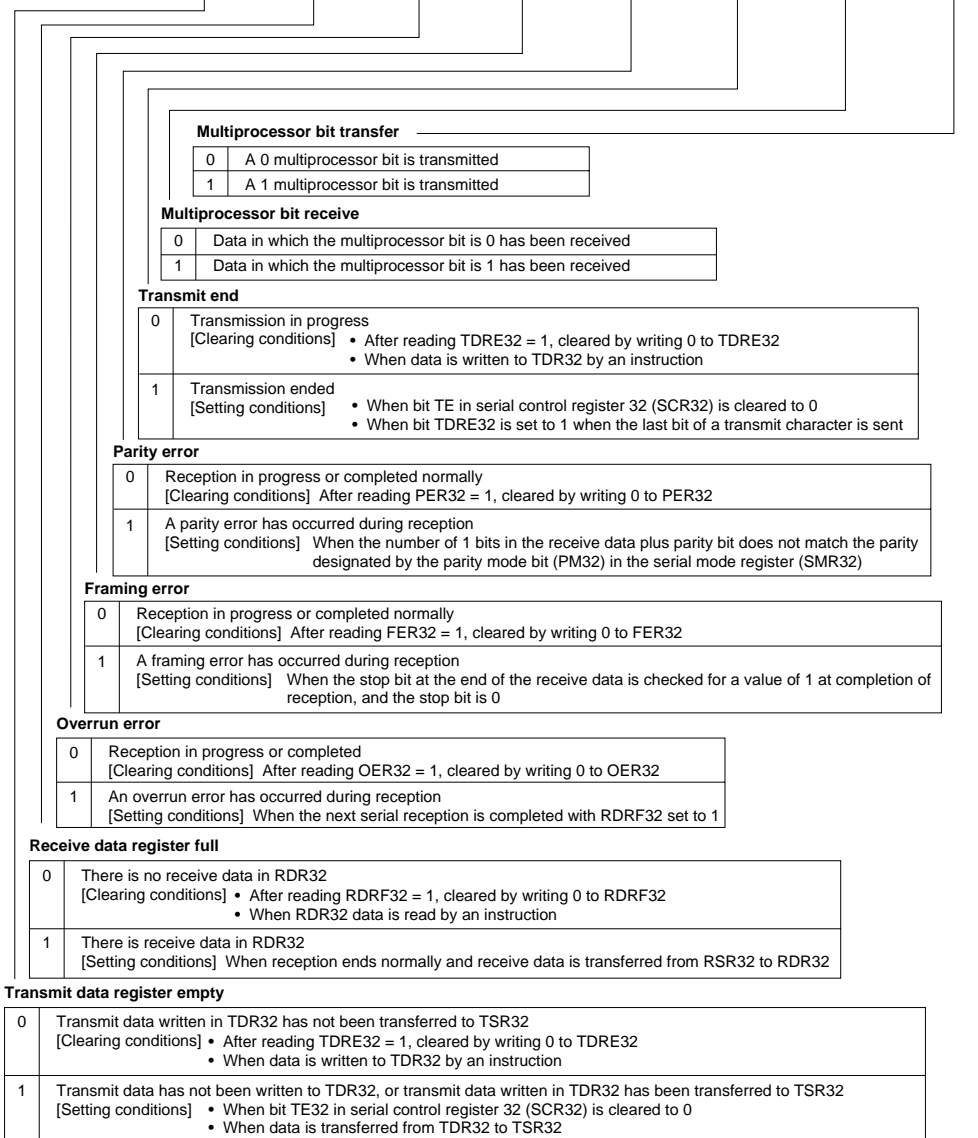 Multiprocessor bit transfer
0 A 0 multiprocessor bit is transmitted
1 A 1 multiprocessor bit is transmitted
Multiprocessor bit receive
0 Data in which the multiprocessor bit is 0 has been received
1 Data in which the multiprocessor bit is 1 has been received
Transmit end
0 Transmission in progress
[Clearing conditions] • After reading TDRE32 = 1, cleared by writing 0 to TDRE32
• When data is written to TDR32 by an instruction
1 Transmission ended
[Setting conditions] • When bit TE in serial control register 32 (SCR32) is cleared to 0
• When bit TDRE32 is set to 1 when the last bit of a transmit character is sent
Parity error
0 Reception in progress or completed normally
[Clearing conditions] After reading PER32 = 1, cleared by writing 0 to PER32
1 A parity error has occurred during reception
[Setting conditions] When the number of 1 bits in the receive data plus parity bit does not match the parity
designated by the parity mode bit (PM32) in the serial mode register (SMR32)
Framing error
0 Reception in progress or completed normally
[Clearing conditions] After reading FER32 = 1, cleared by writing 0 to FER32
1 A framing error has occurred during reception
[Setting conditions] When the stop bit at the end of the receive data is checked for a value of 1 at completion of
reception, and the stop bit is 0
Overrun error
0 Reception in progress or completed
[Clearing conditions] After reading OER32 = 1, cleared by writing 0 to OER32
1 An overrun error has occurred during reception
[Setting conditions] When the next serial reception is completed with RDRF32 set to 1
Receive data register full
0 There is no receive data in RDR32
[Clearing conditions] • After reading RDRF32 = 1, cleared by writing 0 to RDRF32
• When RDR32 data is read by an instruction
1 There is receive data in RDR32
[Setting conditions] When reception ends normally and receive data is transferred from RSR32 to RDR32
Transmit data register empty
0 Transmit data written in TDR32 has not been transferred to TSR32
[Clearing conditions] • After reading TDRE32 = 1, cleared by writing 0 to TDRE32
• When data is written to TDR32 by an instruction
1 Transmit data has not been written to TDR32, or transmit data written in TDR32 has been transferred to TSR32
[Setting conditions] • When bit TE32 in serial control register 32 (SCR32) is cleared to 0
• When data is transferred from TDR32 to TSR32